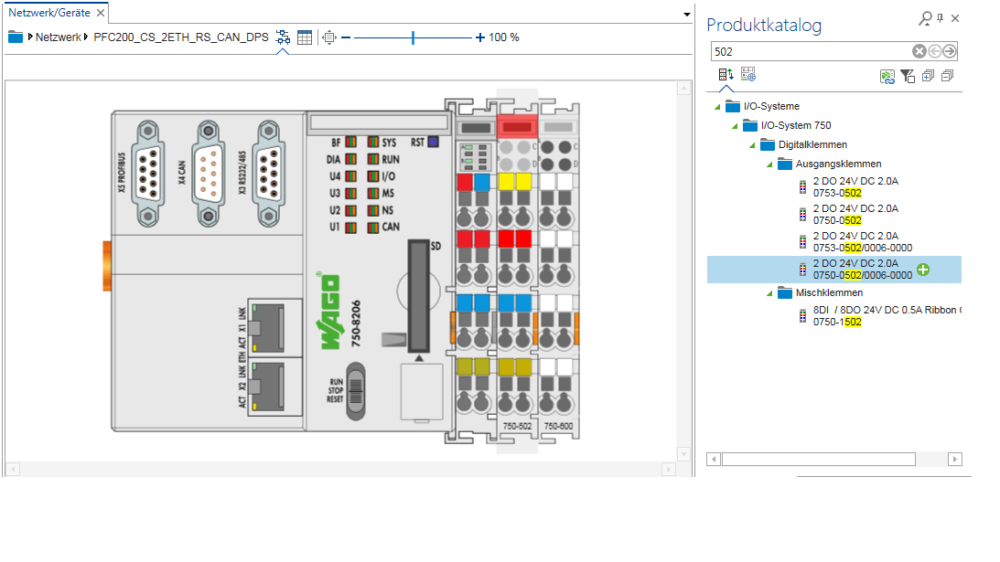 Netzwerk/Geräte
Netzwerk
PFC200_CS_2ETH_RS_CAN_DPS
100 %
X5 PROFIBUS
X4 CAN
X3 RS232/485
BF
SYS
RST
DIA
RUN
U4
I/O
U3
MS
U2
NS
U1
CAN
SD
WAGO
®
750-8206
X1 LNK
ACT
ETH
X2 LNK
ACT
RUN
STOP
RESET
A
B
C
D
C
D
750-502
750-600
Produktkatalog
502
I/O-Systeme
I/O-System 750
Digitalklemmen
Ausgangsklemmen
2 DO 24V DC 2.0A
0753-0502
2 DO 24V DC 2.0A
0750-0502
2 DO 24V DC 2.0A
0753-0502/0006-0000
2 DO 24V DC 2.0A
0750-0502/0006-0000
Mischklemmen
8DI / 8DO 24V DC 0.5A Ribbon
0750-1502